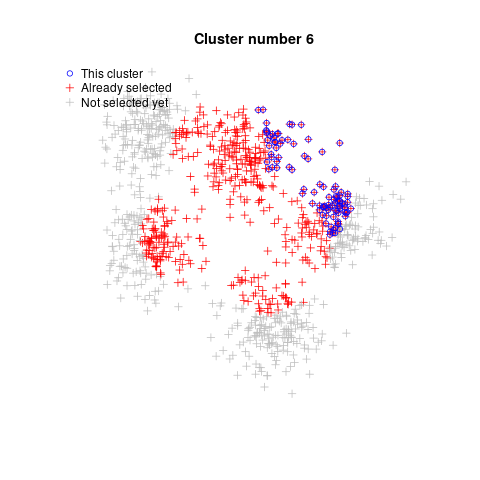 Cluster number 6
This cluster
Already selected
Not selected yet